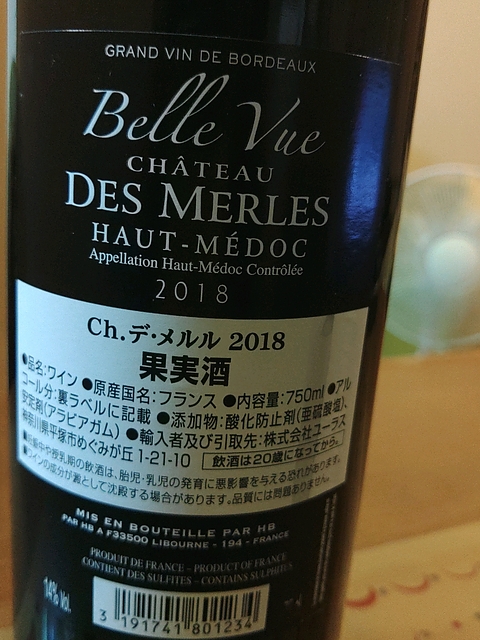 GRAND VIN DE BORDEAUX
Belle Vue
CHÂTEAU
DES MERLES
HAUT-MÉDOC
Appellation Haut-Médoc Contrôlée
2018
Ch.デ·メルル 2018
果実酒
●品名:ワイン ●原産国名:フランス ●内容量:750ml ●アル
コール分:裏ラベルに記載 ●添加物:酸化防止剤(亜硫酸塩)、
安定剤(アラビアガム) ●輸入者及び引取先:株式会社ユーラス
神奈川県平塚市めぐみが丘 1-21-10 飲酒は20歳になってから。
●妊娠中や授乳期の飲酒は、胎児·乳児の発育に悪影響を与える恐れがあります。
●ワインの成分が澱として沈殿する場合があります。品質には問題ありません。
MIS EN BOUTEILLE PAR HB
PAR HB A F33500 LIBOURNE - 194 - FRANCE
PRODUIT DE FRANCE - PRODUCT OF FRANCE
CONTIENT DES SULFITES - CONTAINS SULPHITES
14% Vol.
3 191741 801234